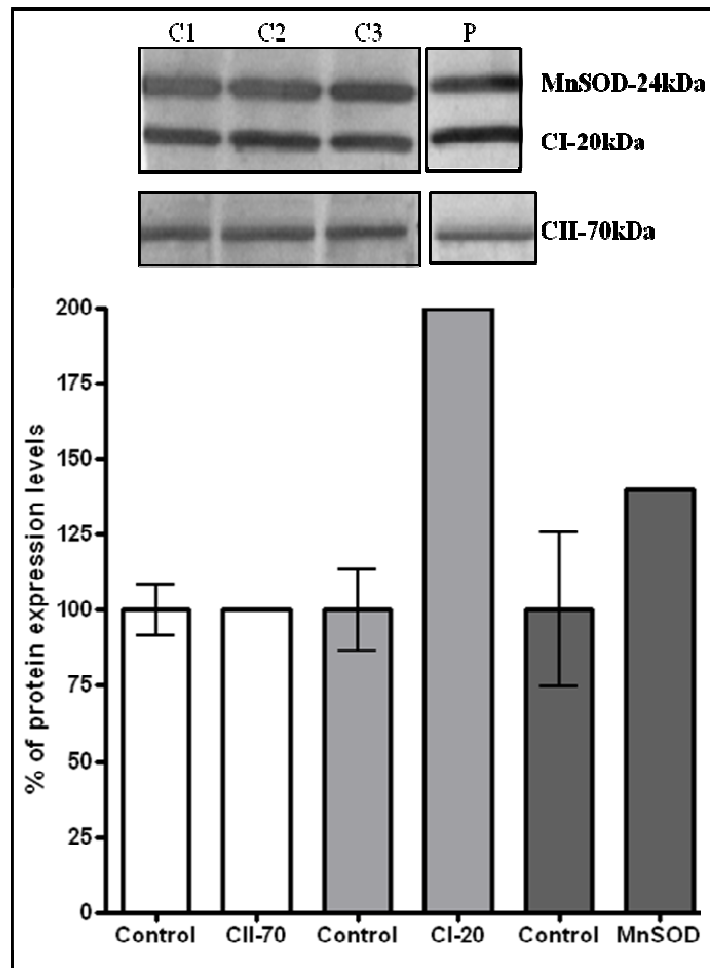 C1 C2 C3 P
MnSOD-24kDa
CI-20kDa
CII-70kDa
% of protein expression levels
200
175
150
125
100
75
50
25
0
Control CII-70 Control CI-20 Control MnSOD